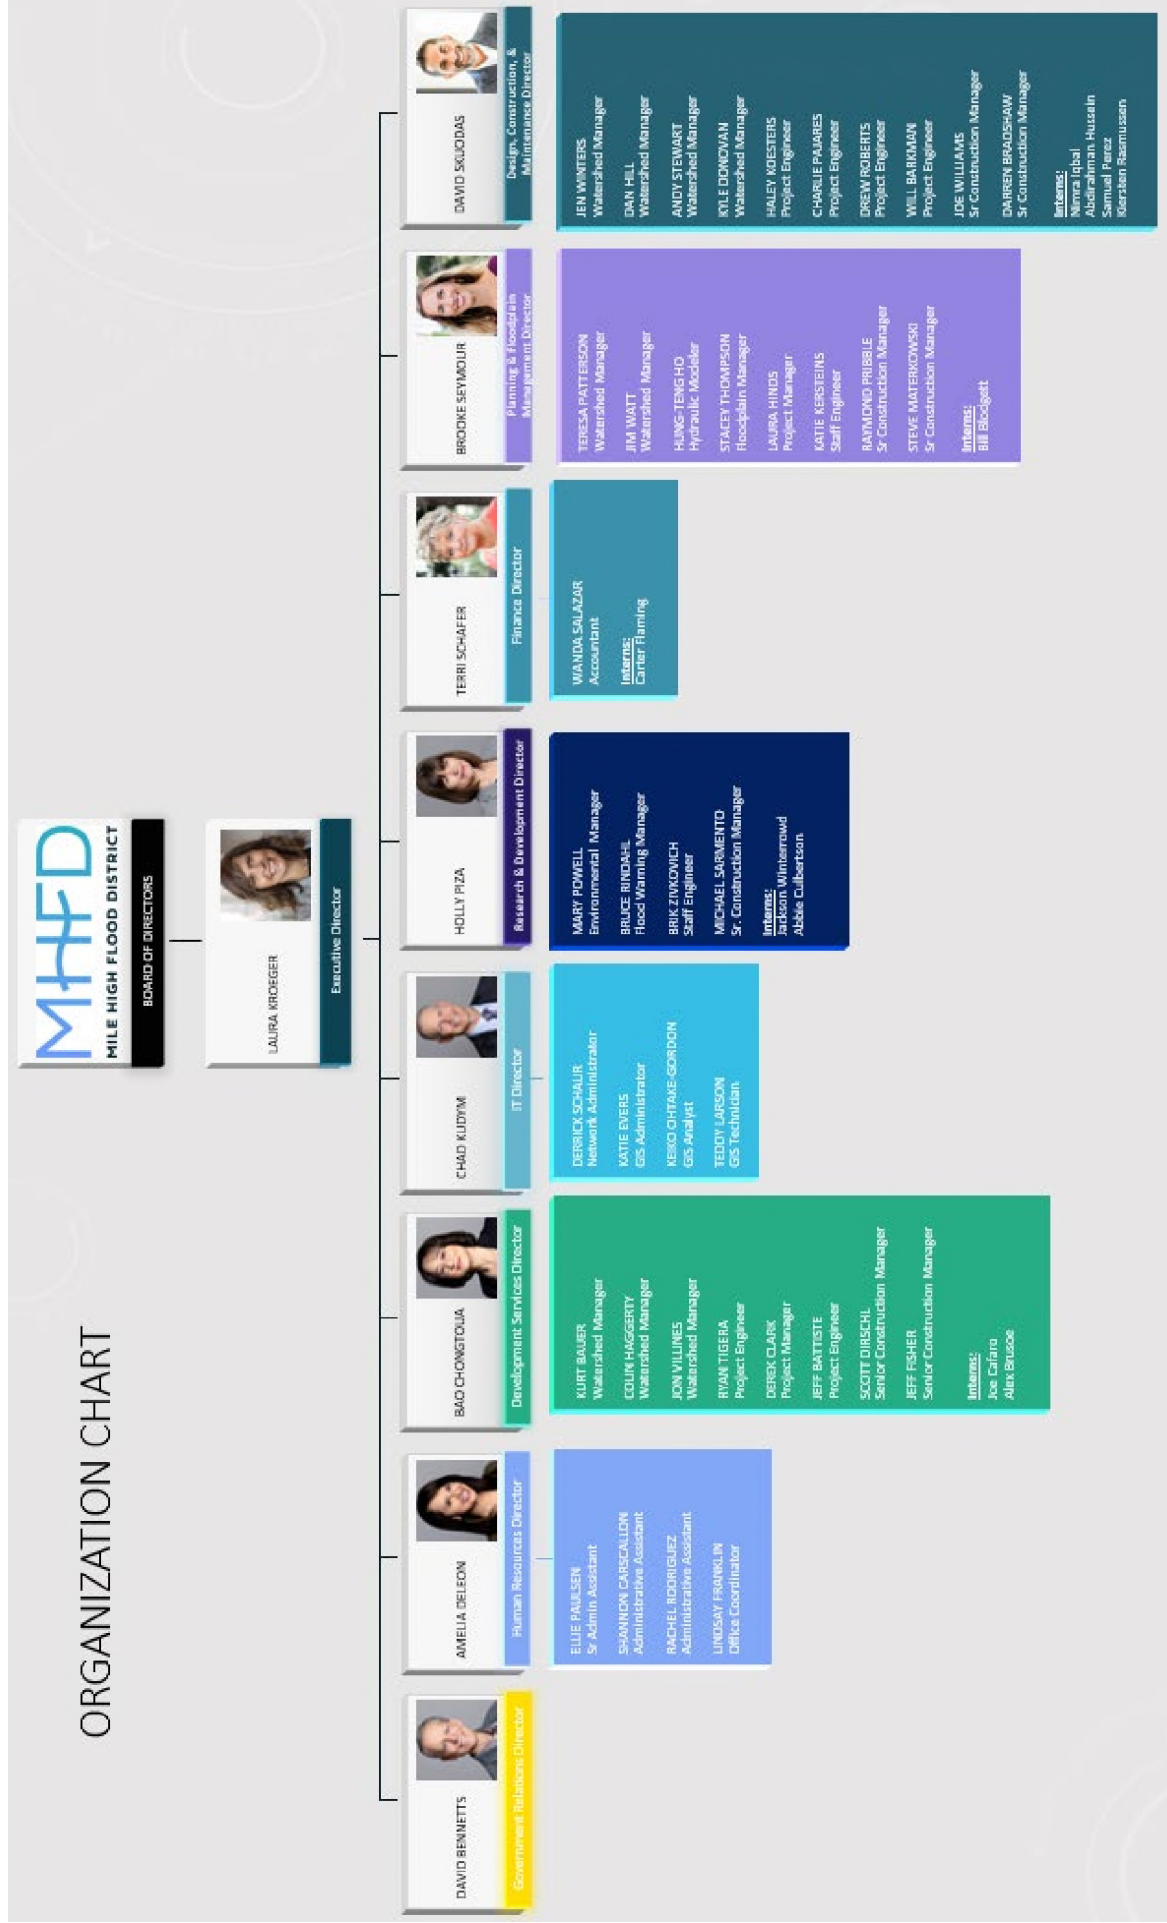 ORGANIZATION CHART
MHFD
MILE HIGH FLOOD DISTRICT
BOARD OF DIRECTORS
LAURA KROEGER
Executive Director
DAVID BENNETTS
Government Relations Director
AMELIA DELEON
Human Resources Director
ELLIE PAULSEN
Sr Admin Assistant
SHANNON CARSCALLON
Administrative Assistant
RACHEL RODRIGUEZ
Administrative Assistant
LINDSAY FRANKLIN
Office Coordinator
BAO CHONGTOUA
Development Services Director
KURT BAUER
Watershed Manager
COLIN HAGGERTY
Watershed Manager
JON VILLINES
Watershed Manager
RYAN TIGERA
Project Engineer
DEREK CLARK
Project Manager
JEFF BATTISTE
Project Engineer
SCOTT DIRSCHL
Senior Construction Manager
JEFF FISHER
Senior Construction Manager
Interns:
Joe Cafaro
Alex Brusoe
CHAD KUDYM
IT Director
DERRICK SCHAUR
Network Administrator
KATIE EVERS
GIS Administrator
KEIKO OHTAKE-GORDON
GIS Analyst
TEDDY LARSON
GIS Technician
HOLLY PIZA
Research & Development Director
MARY POWELL
Environmental Manager
BRUCE RINDAHL
Flood Warning Manager
BRIK ZIVKOVICH
Staff Engineer
MICHAEL SARMENTO
Sr. Construction Manager
Interns:
Jackson Winterrowd
Abbie Culbertson
TERRI SCHAFER
Finance Director
WANDA SALAZAR
Accountant
Interns:
Carter Flaming
BROOKE SEYMOUR
Planning & Floodplain
Management Director
TERESA PATTERSON
Watershed Manager
JIM WATT
Watershed Manager
HUNG-TENG HO
Hydraulic Modeler
STACEY THOMPSON
Floodplain Manager
LAURA HINDS
Project Manager
KATIE KERSTEINS
Staff Engineer
RAYMOND PRIBBLE
Sr Construction Manager
STEVE MATERKOWSKI
Sr Construction Manager
Interns:
Bill Blodgett
DAVID SKUODAS
Design, Construction, &
Maintenance Director
JEN WINTERS
Watershed Manager
DAN HILL
Watershed Manager
ANDY STEWART
Watershed Manager
KYLE DONOVAN
Watershed Manager
HALEY KOESTERS
Project Engineer
CHARLIE PAJARES
Project Engineer
DREW ROBERTS
Project Engineer
WILL BARKMAN
Project Engineer
JOE WILLIAMS
Sr Construction Manager
DARREN BRADSHAW
Sr Construction Manager
Interns:
Nimra Iqbal
Abdirahman Hussein
Samuel Perez
Kiersten Rasmussen